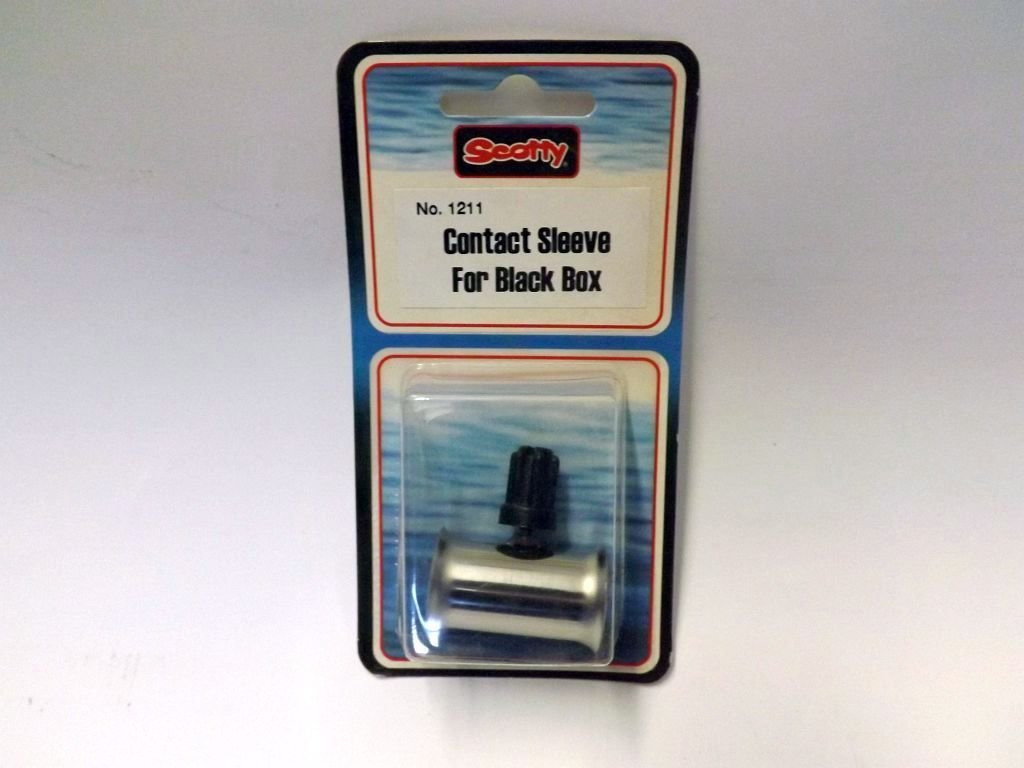 Scotty
No. 1211
Contact Sleeve
For Black Box